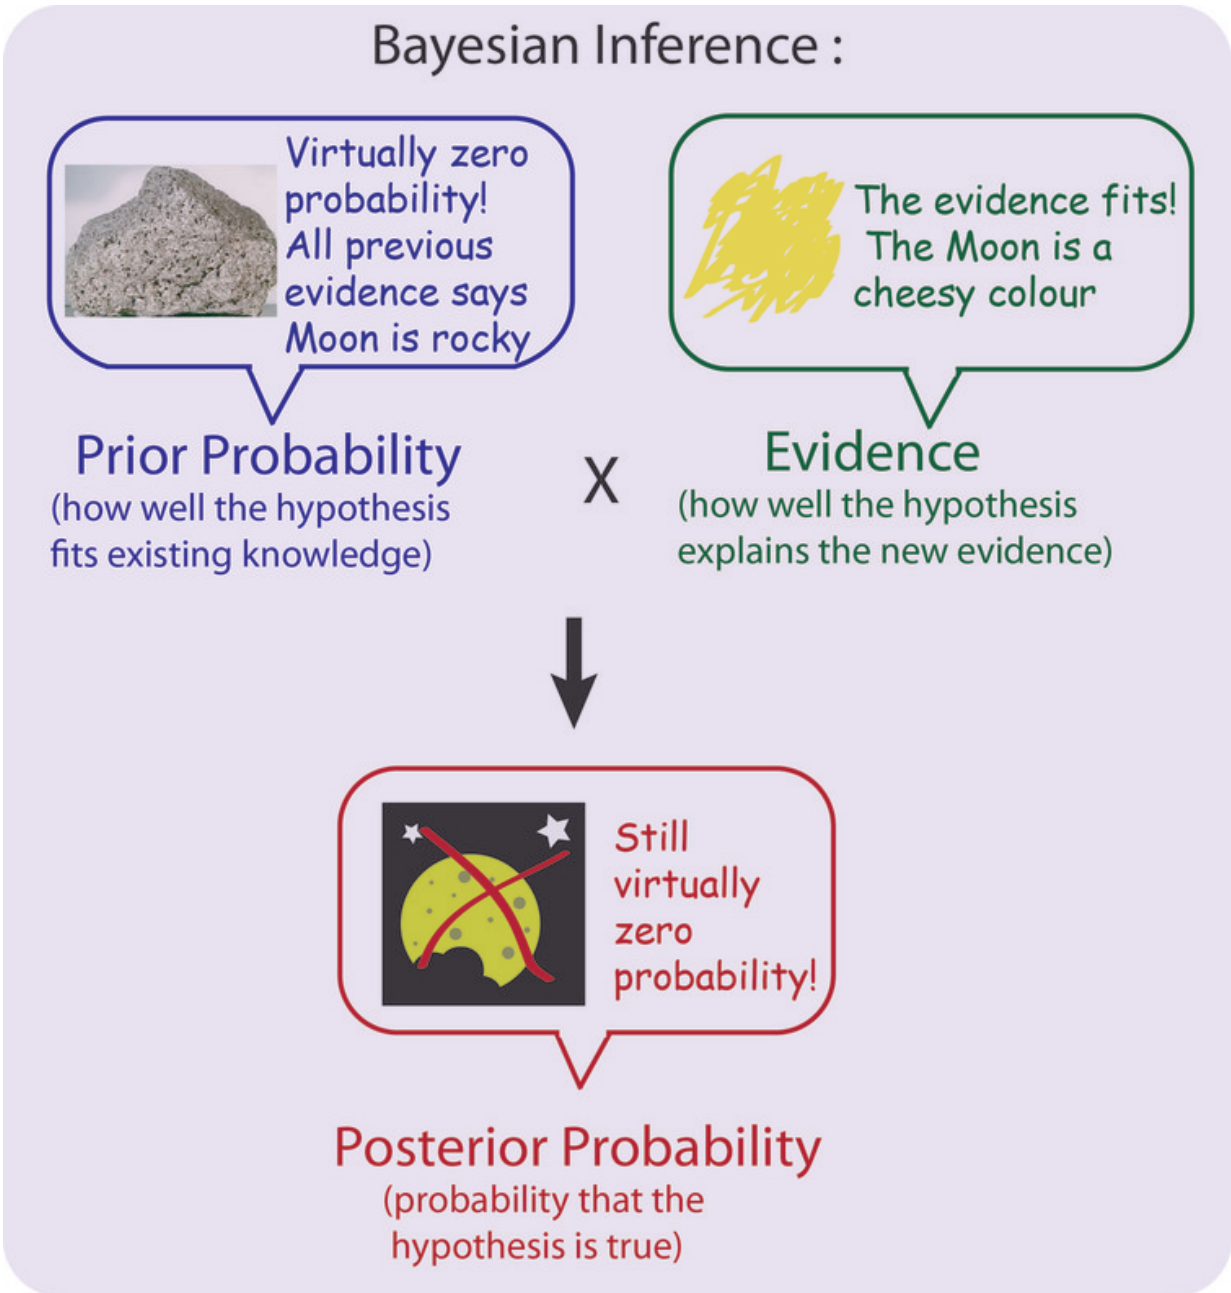 Bayesian Inference :
Virtually zero
probability!
All previous
evidence says
Moon is rocky
The evidence fits!
The Moon is a
cheesy colour
Prior Probability
(how well the hypothesis
fits existing knowledge)
X
Evidence
(how well the hypothesis
explains the new evidence)
Still
virtually
zero
probability!
Posterior Probability
(probability that the
hypothesis is true)